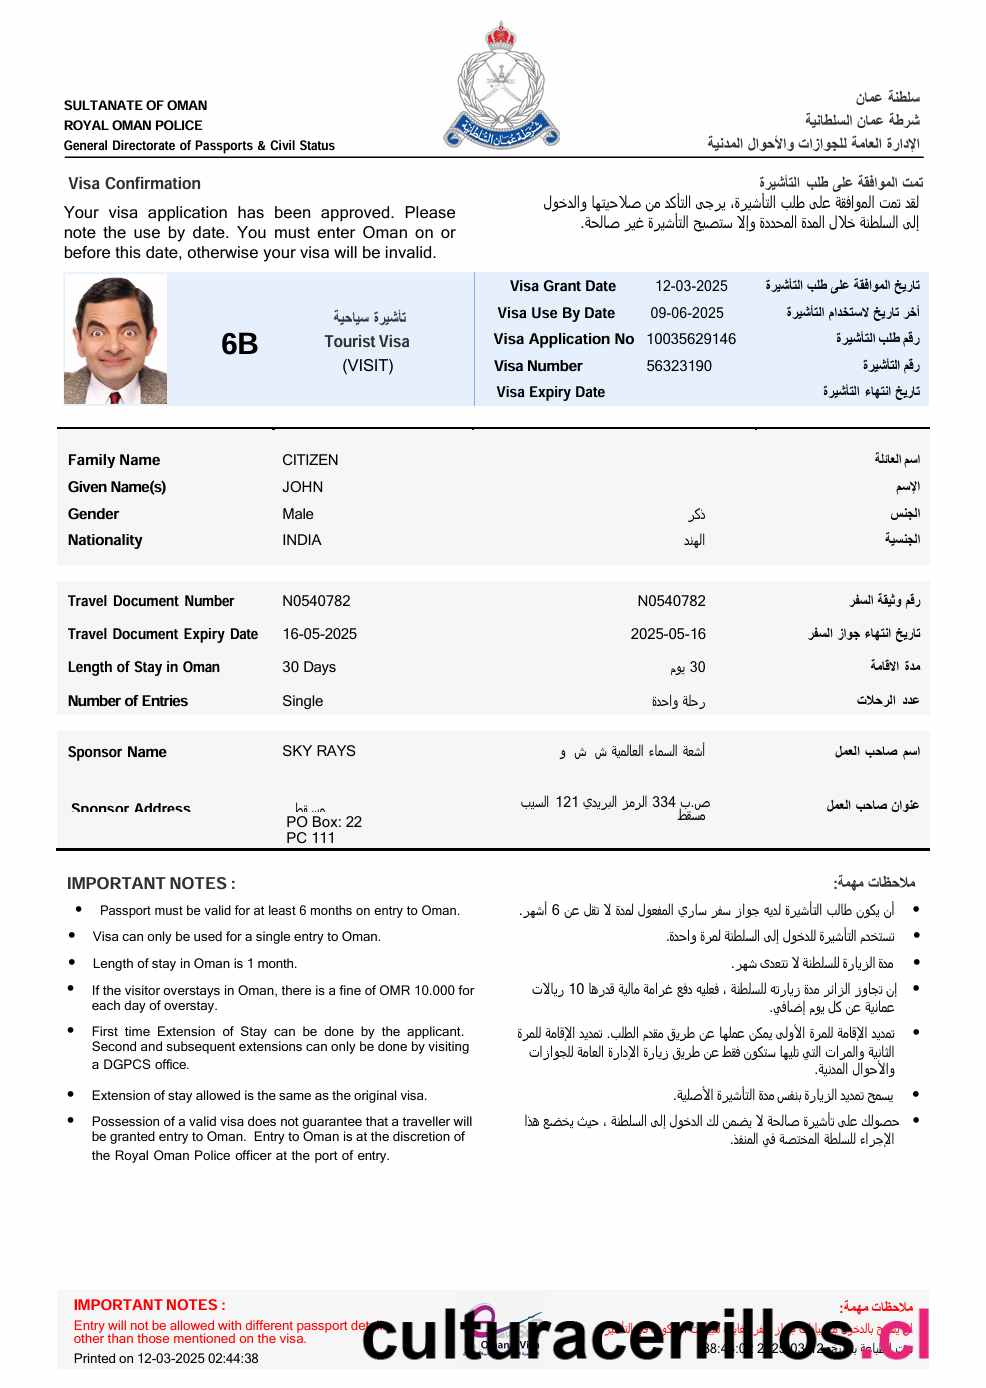 SULTANATE OF OMAN
ROYAL OMAN POLICE
General Directorate of Passports & Civil Status
سلطنة عمان
شرطة عمان السلطانية
الإدارة العامة للجوازات والأحوال المدنية
شرطة عمان السلطانية
Visa Confirmation
Your visa application has been approved. Please
note the use by date. You must enter Oman on or
before this date, otherwise your visa will be invalid.
تمت الموافقة على طلب التأشيرة
لقد تمت الموافقة على طلب التأشيرة، يرجى التأكد من صلاحيتها والدخول
إلى السلطنة خلال المدة المحددة وإلا ستصبح التأشيرة غير صالحة.
6B
تأشيرة سياحية
Tourist Visa
(VISIT)
Visa Grant Date 12-03-2025 تاريخ الموافقة على طلب التأشيرة
Visa Use By Date 09-06-2025 أخر تاريخ لاستخدام التأشيرة
Visa Application No 10035629146 رقم طلب التأشيرة
Visa Number 56323190 رقم التأشيرة
Visa Expiry Date تاريخ انتهاء التأشيرة
Family Name CITIZEN اسم العائلة
Given Name(s) JOHN الإسم
Gender Male ذكر الجنس
Nationality INDIA الهند الجنسية
Travel Document Number N0540782 N0540782 رقم وثيقة السفر
Travel Document Expiry Date 16-05-2025 2025-05-16 تاريخ انتهاء جواز السفر
Length of Stay in Oman 30 Days 30 يوم مدة الاقامة
Number of Entries Single رحلة واحدة عدد الرحلات
Sponsor Name SKY RAYS أشعة السماء العالمية ش ش و اسم صاحب العمل
Sponsor Address مسقط ص.ب 334 الرمز البريدي 121 السيب عنوان صاحب العمل
مسقط
PO Box: 22
PC 111
IMPORTANT NOTES :
• Passport must be valid for at least 6 months on entry to Oman.
• Visa can only be used for a single entry to Oman.
• Length of stay in Oman is 1 month.
• If the visitor overstays in Oman, there is a fine of OMR 10.000 for
each day of overstay.
• First time Extension of Stay can be done by the applicant.
Second and subsequent extensions can only be done by visiting
a DGPCS office.
• Extension of stay allowed is the same as the original visa.
• Possession of a valid visa does not guarantee that a traveller will
be granted entry to Oman. Entry to Oman is at the discretion of
the Royal Oman Police officer at the port of entry.
ملاحظات مهمة:
• أن يكون طالب التأشيرة لديه جواز سفر ساري المفعول لمدة لا تقل عن 6 أشهر.
• تستخدم التأشيرة للدخول إلى السلطنة لمرة واحدة.
• مدة الزيارة للسلطنة لا تتعدى شهر.
• إن تجاوز الزائر مدة زيارته للسلطنة ، فعليه دفع غرامة مالية قدرها 10 ريالات
عمانية عن كل يوم إضافي.
• تمديد الإقامة للمرة الأولى يمكن عملها عن طريق مقدم الطلب. تمديد الإقامة للمرة
الثانية والمرات التي تليها ستكون فقط عن طريق زيارة الإدارة العامة للجوازات
والأحوال المدنية.
• يسمح تمديد الزيارة بنفس مدة التأشيرة الأصلية.
• حصولك على تأشيرة صالحة لا يضمن لك الدخول إلى السلطنة ، حيث يخضع هذا
الإجراء للسلطة المختصة في المنفذ.
IMPORTANT NOTES :
Entry will not be allowed with different passport
other than those mentioned on the visa.
Printed on 12-03-2025 02:44:38
ملاحظات مهمة:
culturacerrillos.cl